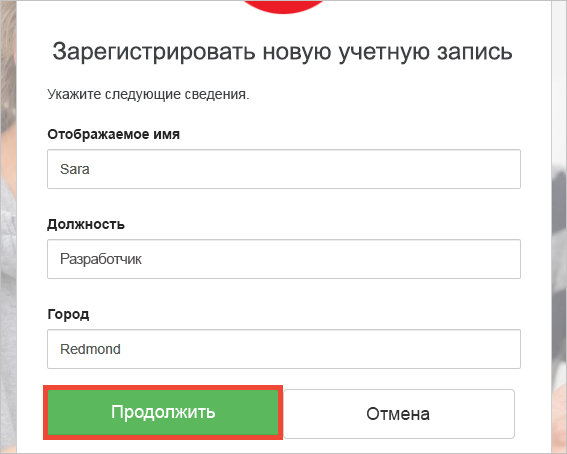 Зарегистрировать новую учетную запись
Укажите следующие сведения.
Отображаемое имя
Sara
Должность
Разработчик
Город
Redmond
Продолжить
Отмена